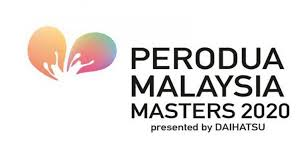 PERODUA
MALAYSIA
MASTERS 2020
presented by DAIHATSU